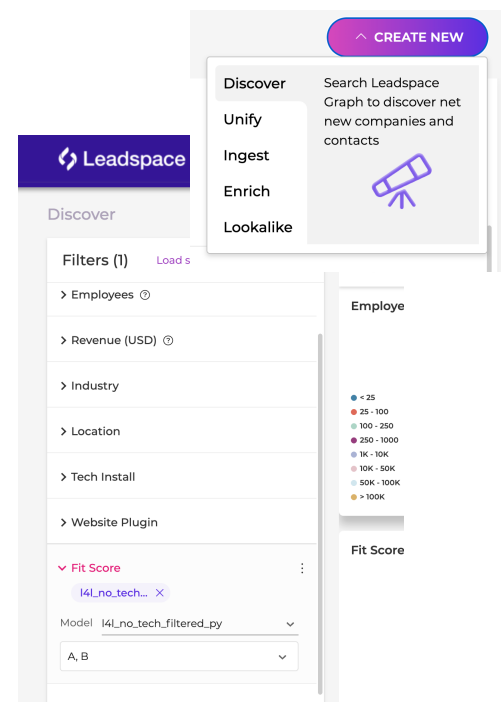 CREATE NEW
Discover
Unify
Ingest
Enrich
Lookalike
Search Leadspace
Graph to discover net
new companies and
contacts
Leadspace
Discover
Filters (1)
Load s
Employees
Revenue (USD)
Industry
Location
Tech Install
Website Plugin
Fit Score
l4l_no_tech...
Model l4l_no_tech_filtered_py
A, B
Employe
< 25
25 - 100
100 - 250
250 - 1000
1K - 10K
10K - 50K
50K - 100K
> 100K
Fit Score